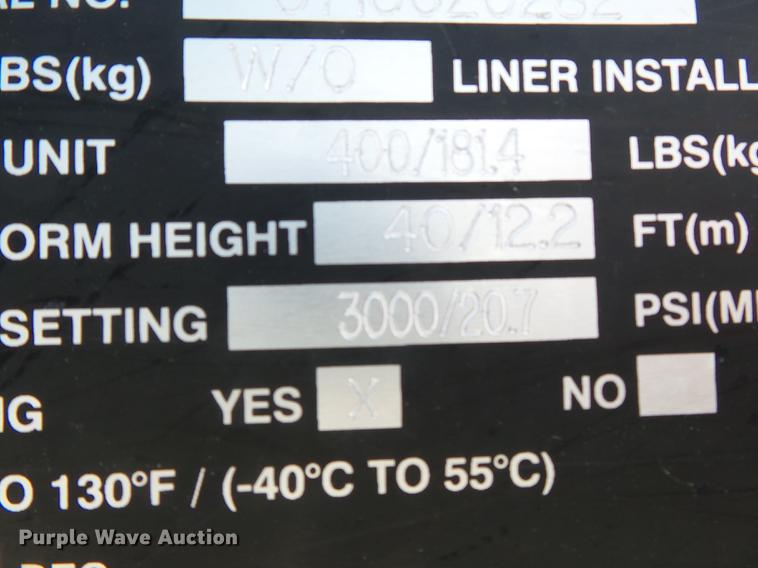 NO.
BS(kg) W/O LINER INSTALL
UNIT 400/181.4 LBS(kg
ORM HEIGHT 40/12.2 FT(m)
SETTING 3000/20.7 PSI(M
YES X NO
O 130°F / (-40°C TO 55°C)
Purple Wave Auction